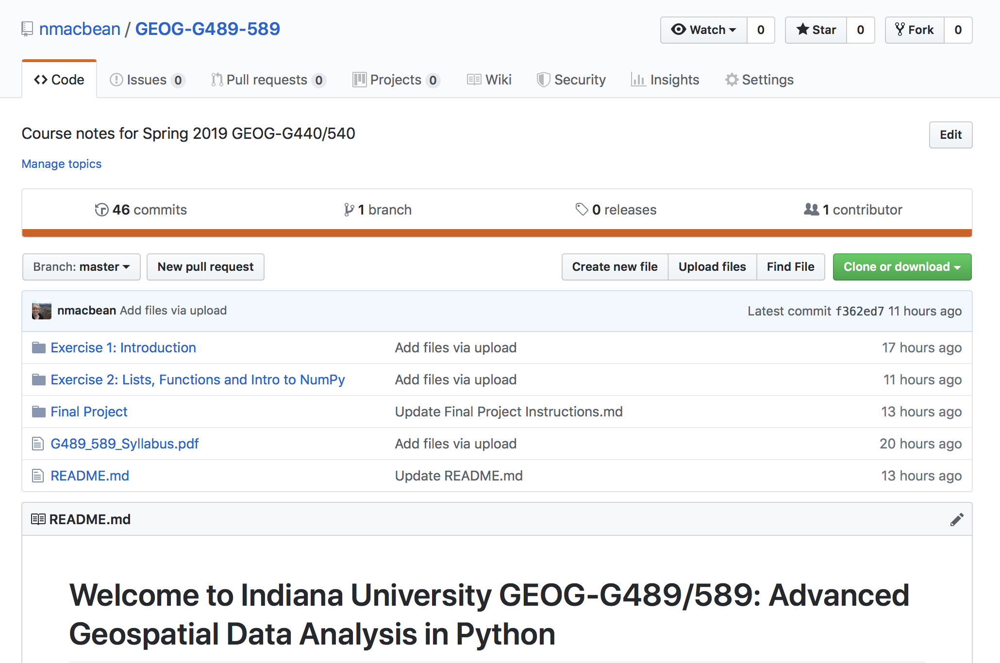 nmacbean / GEOG-G489-589
Watch 0 Star 0 Fork 0
Code Issues 0 Pull requests 0 Projects 0 Wiki Security Insights Settings
Course notes for Spring 2019 GEOG-G440/540
Edit
Manage topics
46 commits 1 branch 0 releases 1 contributor
Branch: master New pull request Create new file Upload files Find File Clone or download
nmacbean Add files via upload Latest commit f362ed7 11 hours ago
Exercise 1: Introduction Add files via upload 17 hours ago
Exercise 2: Lists, Functions and Intro to NumPy Add files via upload 11 hours ago
Final Project Update Final Project Instructions.md 13 hours ago
G489_589_Syllabus.pdf Add files via upload 20 hours ago
README.md Update README.md 13 hours ago
README.md
Welcome to Indiana University GEOG-G489/589: Advanced
Geospatial Data Analysis in Python